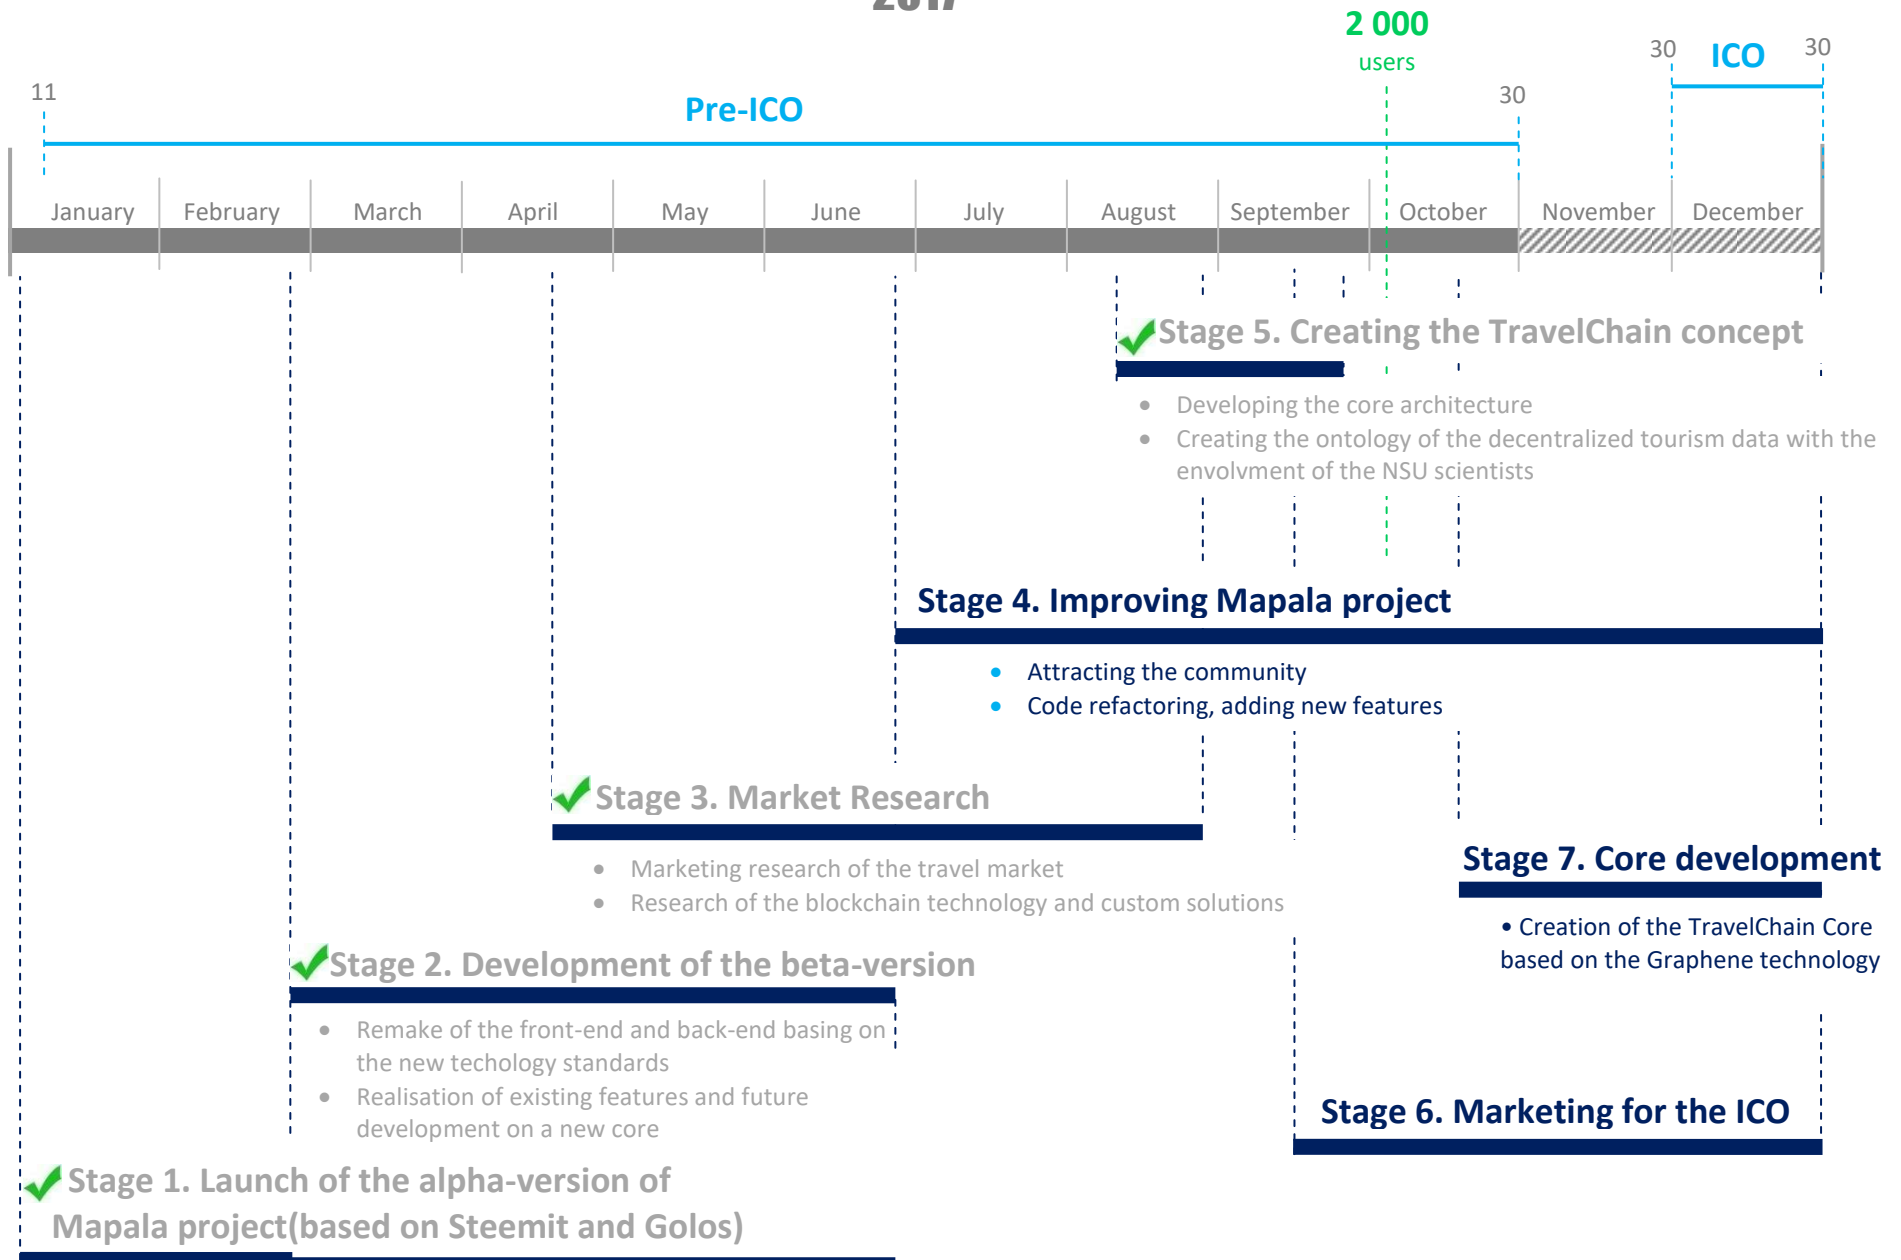 2017
2 000
users
30
ICO
30
11
Pre-ICO
30
January February March April May June July August September October November December
Stage 5. Creating the TravelChain concept
• Developing the core architecture
• Creating the ontology of the decentralized tourism data with the
envolvment of the NSU scientists
Stage 4. Improving Mapala project
• Attracting the community
• Code refactoring, adding new features
Stage 3. Market Research
• Marketing research of the travel market
• Research of the blockchain technology and custom solutions
Stage 7. Core development
• Creation of the TravelChain Core
based on the Graphene technology
Stage 2. Development of the beta-version
• Remake of the front-end and back-end basing on
the new techology standards
• Realisation of existing features and future
development on a new core
Stage 6. Marketing for the ICO
Stage 1. Launch of the alpha-version of
Mapala project(based on Steemit and Golos)